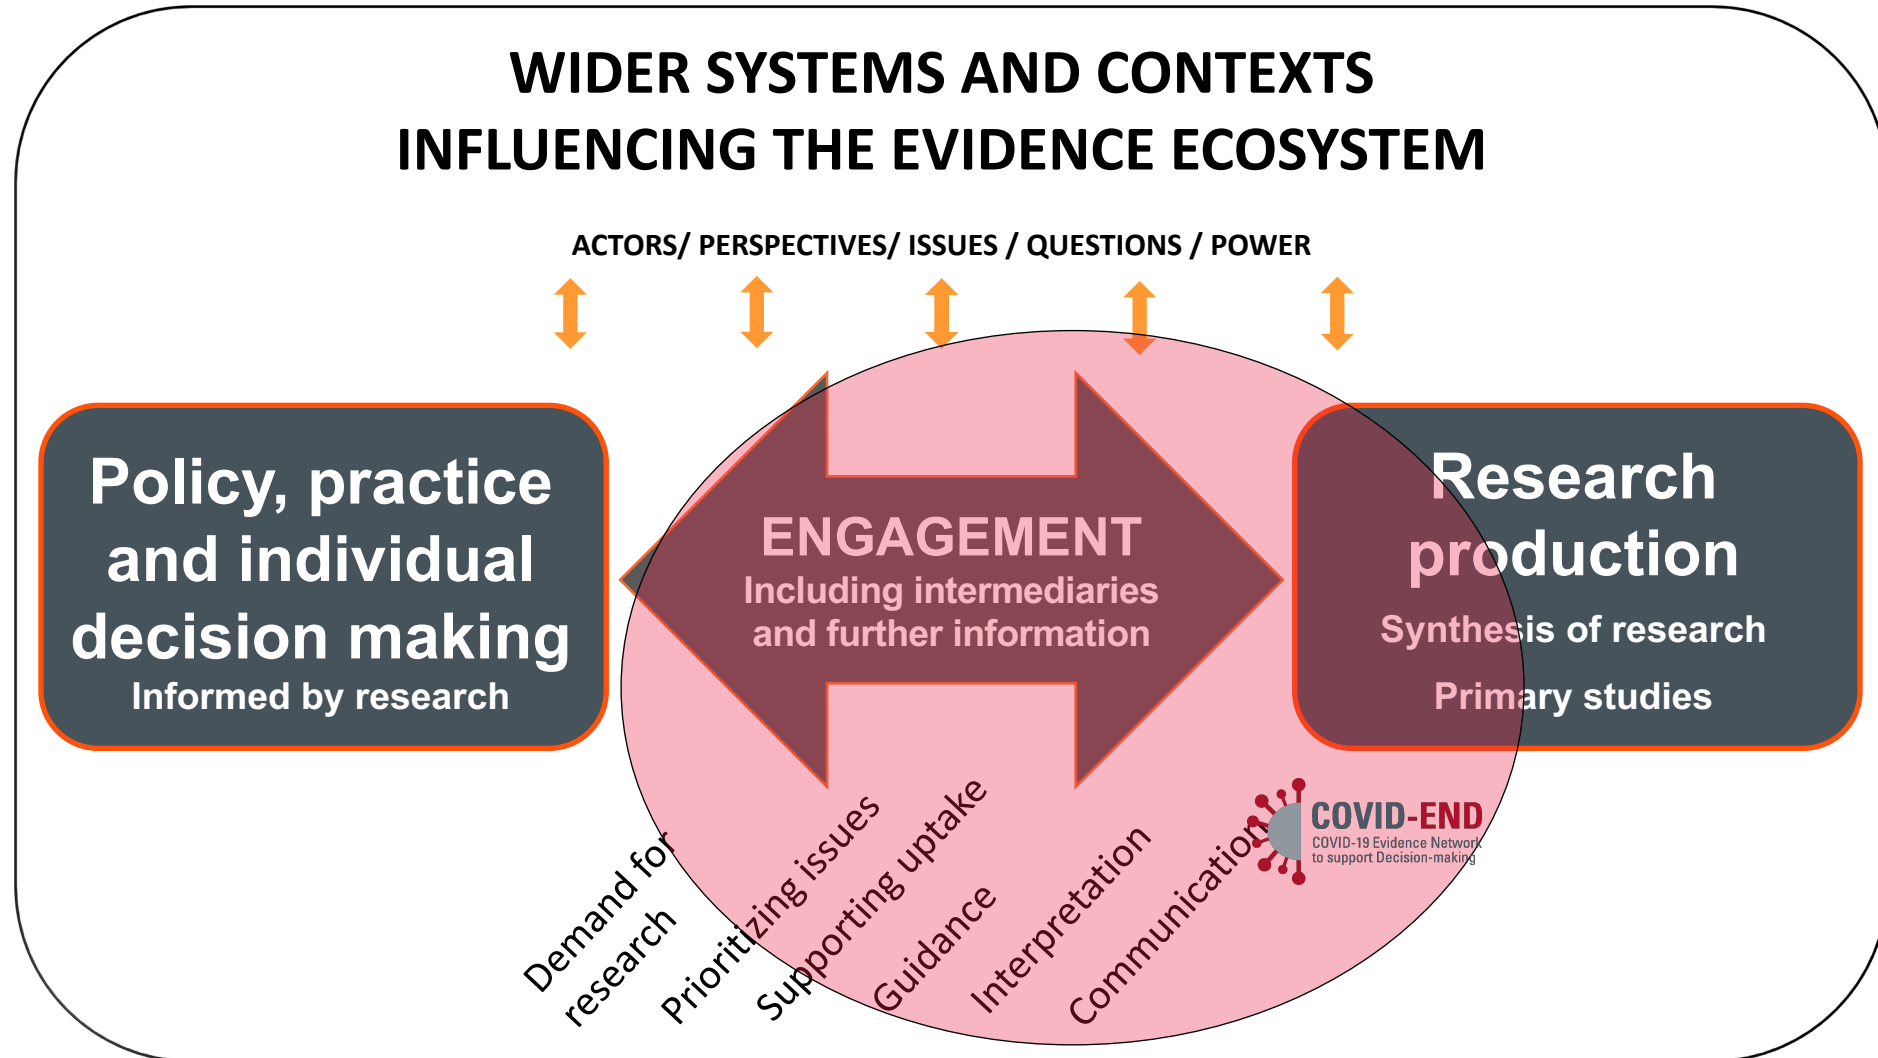 WIDER SYSTEMS AND CONTEXTS
INFLUENCING THE EVIDENCE ECOSYSTEM
ACTORS/ PERSPECTIVES/ ISSUES / QUESTIONS / POWER
Policy, practice
and individual
decision making
Informed by research
ENGAGEMENT
Including intermediaries
and further information
Research
production
Synthesis of research
Primary studies
Demand for
research
Prioritizing issues
Supporting uptake
Guidance
Interpretation
Communication
COVID-END
COVID-19 Evidence Network
to support Decision-making